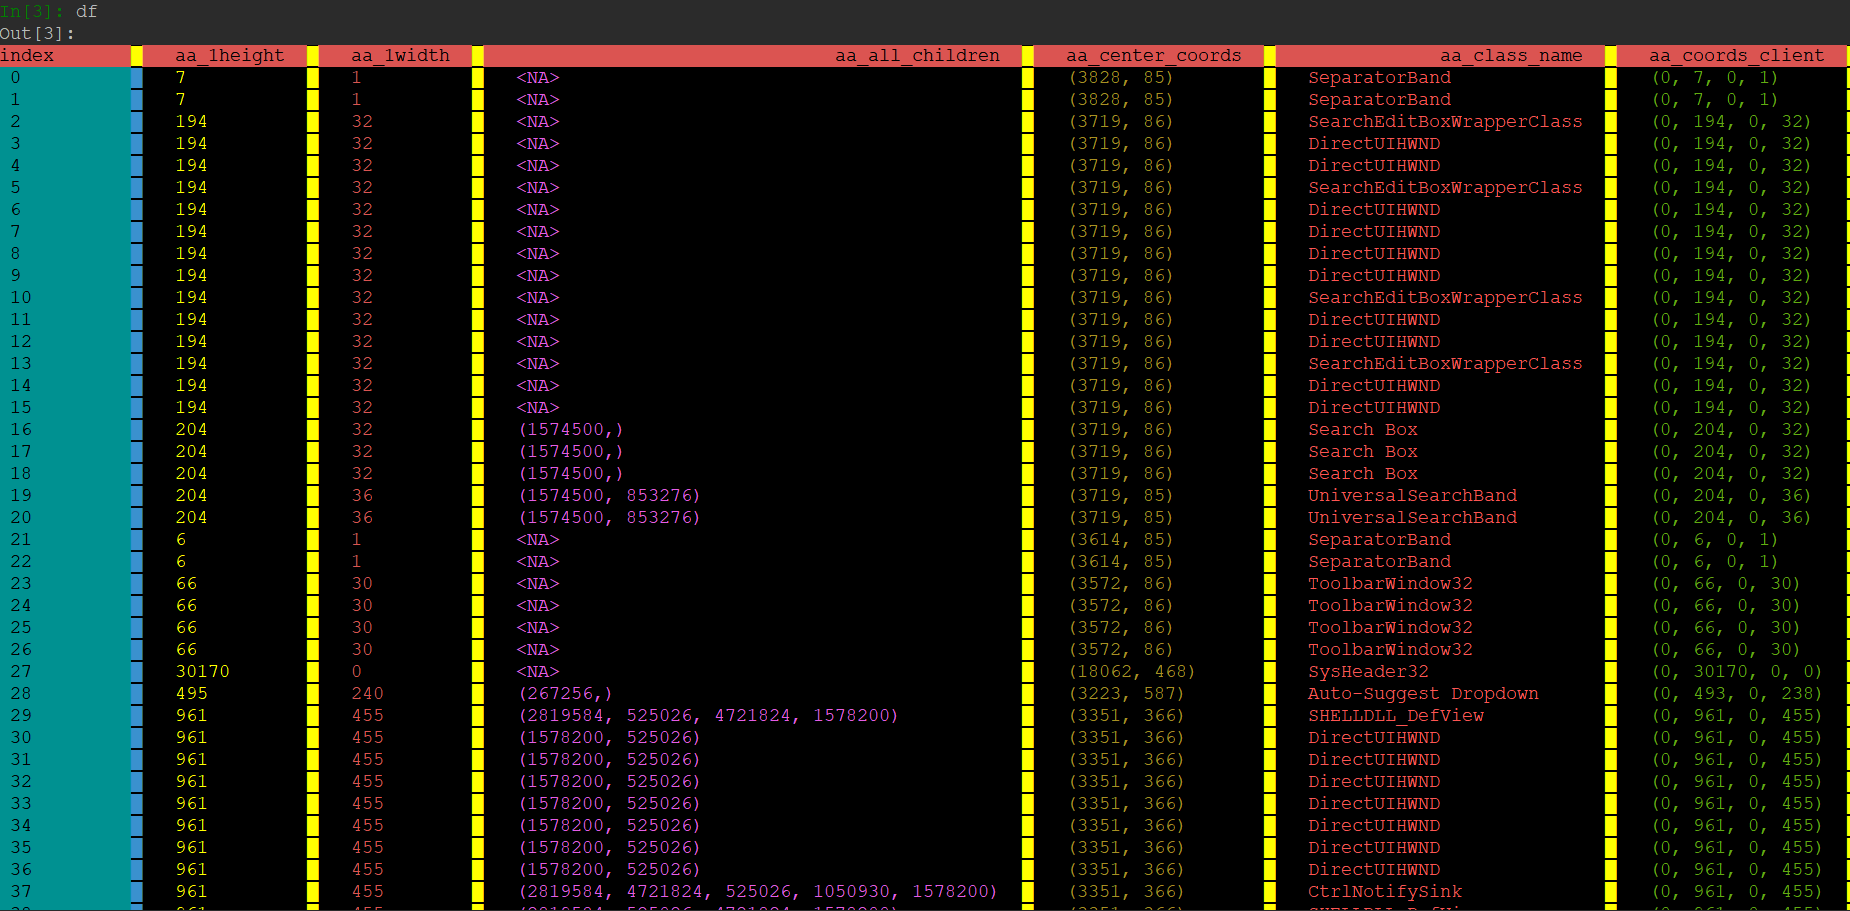 In[3]: df
Out[3]:
index aa_1height aa_1width aa_all_children aa_center_coords aa_class_name aa_coords_client
0 7 1 <NA> (3828, 85) SeparatorBand (0, 7, 0, 1)
1 7 1 <NA> (3828, 85) SeparatorBand (0, 7, 0, 1)
2 194 32 <NA> (3719, 86) SearchEditBoxWrapperClass (0, 194, 0, 32)
3 194 32 <NA> (3719, 86) DirectUIHWND (0, 194, 0, 32)
4 194 32 <NA> (3719, 86) DirectUIHWND (0, 194, 0, 32)
5 194 32 <NA> (3719, 86) SearchEditBoxWrapperClass (0, 194, 0, 32)
6 194 32 <NA> (3719, 86) DirectUIHWND (0, 194, 0, 32)
7 194 32 <NA> (3719, 86) DirectUIHWND (0, 194, 0, 32)
8 194 32 <NA> (3719, 86) DirectUIHWND (0, 194, 0, 32)
9 194 32 <NA> (3719, 86) DirectUIHWND (0, 194, 0, 32)
10 194 32 <NA> (3719, 86) SearchEditBoxWrapperClass (0, 194, 0, 32)
11 194 32 <NA> (3719, 86) DirectUIHWND (0, 194, 0, 32)
12 194 32 <NA> (3719, 86) DirectUIHWND (0, 194, 0, 32)
13 194 32 <NA> (3719, 86) SearchEditBoxWrapperClass (0, 194, 0, 32)
14 194 32 <NA> (3719, 86) DirectUIHWND (0, 194, 0, 32)
15 194 32 <NA> (3719, 86) DirectUIHWND (0, 194, 0, 32)
16 204 32 (1574500,) (3719, 86) Search Box (0, 204, 0, 32)
17 204 32 (1574500,) (3719, 86) Search Box (0, 204, 0, 32)
18 204 32 (1574500,) (3719, 86) Search Box (0, 204, 0, 32)
19 204 36 (1574500, 853276) (3719, 85) UniversalSearchBand (0, 204, 0, 36)
20 204 36 (1574500, 853276) (3719, 85) UniversalSearchBand (0, 204, 0, 36)
21 6 1 <NA> (3614, 85) SeparatorBand (0, 6, 0, 1)
22 6 1 <NA> (3614, 85) SeparatorBand (0, 6, 0, 1)
23 66 30 <NA> (3572, 86) ToolbarWindow32 (0, 66, 0, 30)
24 66 30 <NA> (3572, 86) ToolbarWindow32 (0, 66, 0, 30)
25 66 30 <NA> (3572, 86) ToolbarWindow32 (0, 66, 0, 30)
26 66 30 <NA> (3572, 86) ToolbarWindow32 (0, 66, 0, 30)
27 30170 0 <NA> (18062, 468) SysHeader32 (0, 30170, 0, 0)
28 495 240 (267256,) (3223, 587) Auto-Suggest Dropdown (0, 493, 0, 238)
29 961 455 (2819584, 525026, 4721824, 1578200) (3351, 366) SHELLDLL_DefView (0, 961, 0, 455)
30 961 455 (1578200, 525026) (3351, 366) DirectUIHWND (0, 961, 0, 455)
31 961 455 (1578200, 525026) (3351, 366) DirectUIHWND (0, 961, 0, 455)
32 961 455 (1578200, 525026) (3351, 366) DirectUIHWND (0, 961, 0, 455)
33 961 455 (1578200, 525026) (3351, 366) DirectUIHWND (0, 961, 0, 455)
34 961 455 (1578200, 525026) (3351, 366) DirectUIHWND (0, 961, 0, 455)
35 961 455 (1578200, 525026) (3351, 366) DirectUIHWND (0, 961, 0, 455)
36 961 455 (1578200, 525026) (3351, 366) DirectUIHWND (0, 961, 0, 455)
37 961 455 (2819584, 4721824, 525026, 1050930, 1578200) (3351, 366) CtrlNotifySink (0, 961, 0, 455)